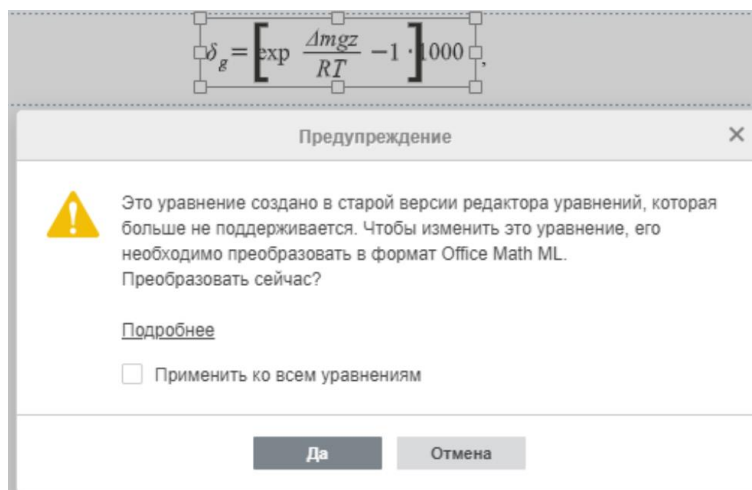 δg = [exp Δmgz/RT −1 ·]1000,
Предупреждение
Это уравнение создано в старой версии редактора уравнений, которая
больше не поддерживается. Чтобы изменить это уравнение, его
необходимо преобразовать в формат Office Math ML.
Преобразовать сейчас?
Подробнее
Применить ко всем уравнениям
Да
Отмена